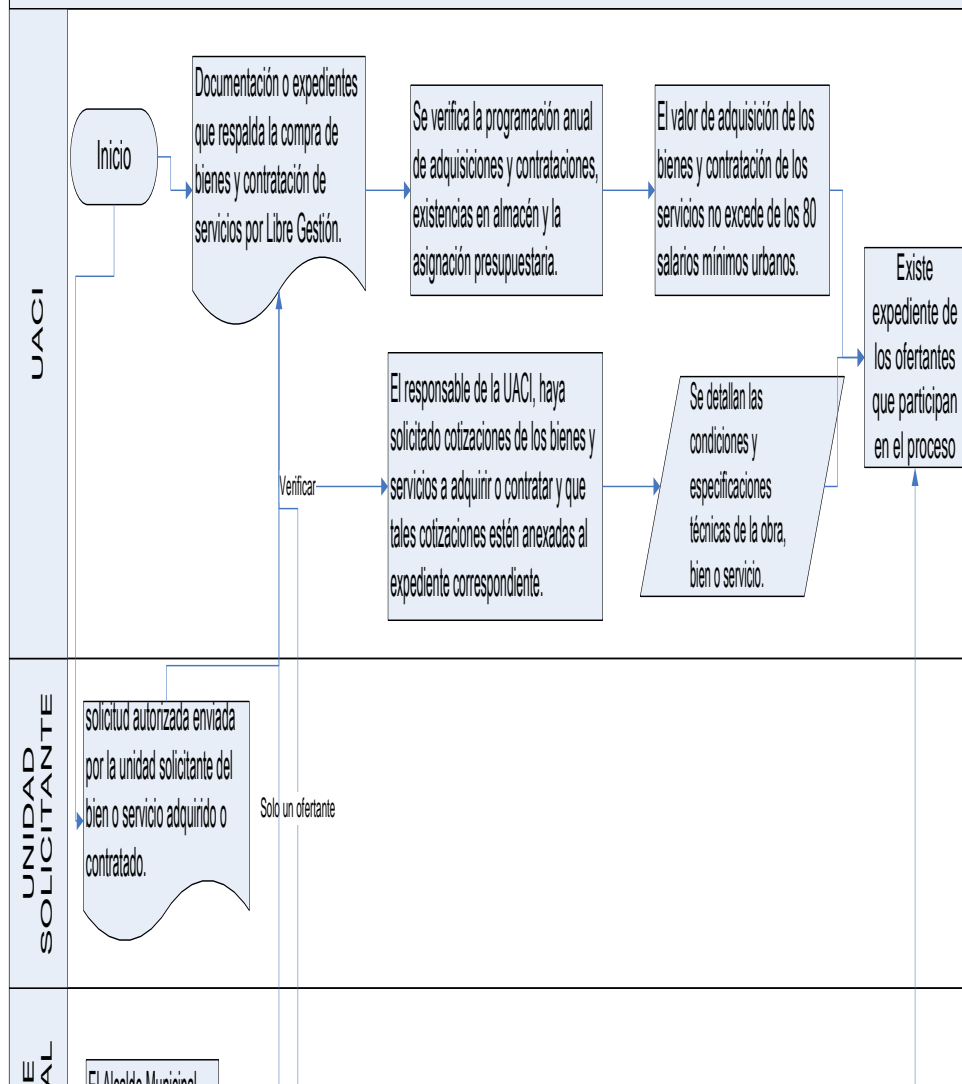 UACI
Inicio
Documentación o expedientes
que respalda la compra de
bienes y contratación de
servicios por Libre Gestión.
Se verifica la programación anual
de adquisiciones y contrataciones,
existencias en almacén y la
asignación presupuestaria.
El valor de adquisición de los
bienes y contratación de los
servicios no excede de los 80
salarios mínimos urbanos.
Existe
expediente de
los ofertantes
que participan
en el proceso
Verificar
El responsable de la UACI, haya
solicitado cotizaciones de los bienes y
servicios a adquirir o contratar y que
tales cotizaciones estén anexadas al
expediente correspondiente.
Se detallan las
condiciones y
especificaciones
técnicas de la obra,
bien o servicio.
UNIDAD
SOLICITANTE
solicitud autorizada enviada
por la unidad solicitante del
bien o servicio adquirido o
contratado.
Solo un ofertante
El Alcalde Municipal